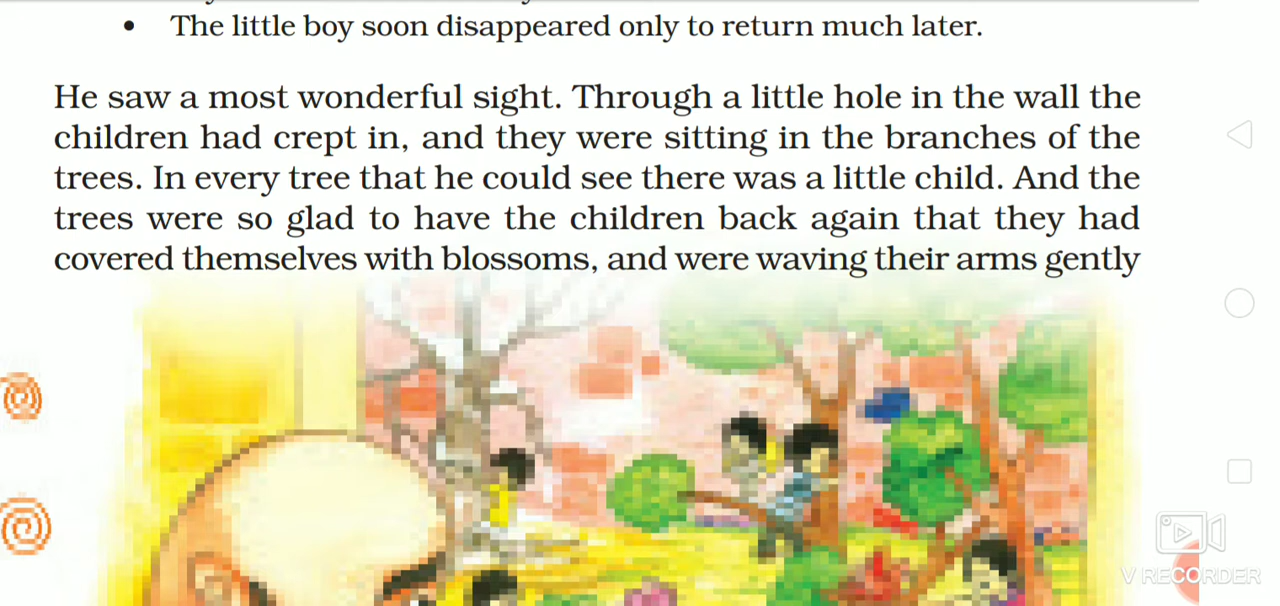 • The little boy soon disappeared only to return much later.
He saw a most wonderful sight. Through a little hole in the wall the
children had crept in, and they were sitting in the branches of the
trees. In every tree that he could see there was a little child. And the
trees were so glad to have the children back again that they had
covered themselves with blossoms, and were waving their arms gently
V RECORDER